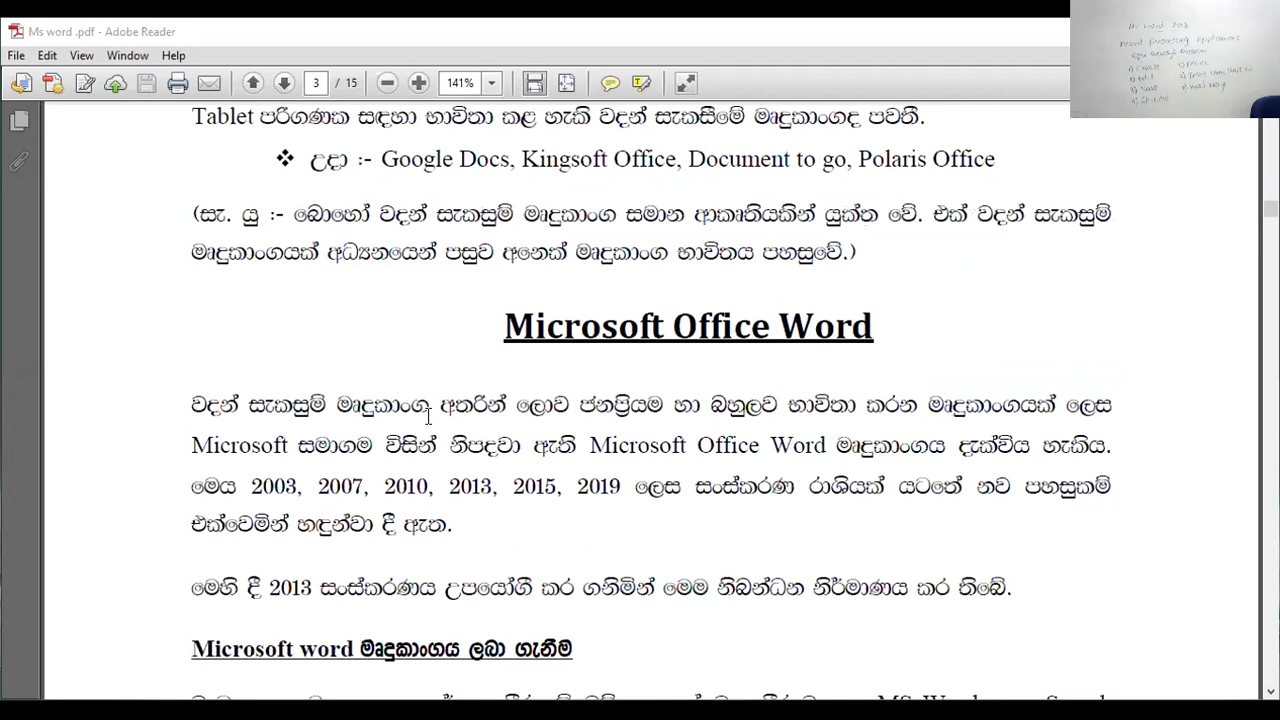 Ms word .pdf - Adobe Reader
File Edit View Window Help
3 / 15 141%
Ms word 2013
Tablet පරිගණක සඳහා භාවිතා කළ හැකි වදන් සැකසීමේ මෘදුකාංගද පවතී.
❖ උදා :- Google Docs, Kingsoft Office, Document to go, Polaris Office
(සැ. යු :- බොහෝ වදන් සැකසුම් මෘදුකාංග සමාන ආකෘතියකින් යුක්ත වේ. එක් වදන් සැකසුම්
මෘදුකාංගයක් අධ්‍යනයෙන් පසුව අනෙක් මෘදුකාංග භාවිතය පහසුවේ.)
Microsoft Office Word
වදන් සැකසුම් මෘදුකාංග අතරින් ලොව ජනප්‍රියම හා බහුලව භාවිතා කරන මෘදුකාංගයක් ලෙස
Microsoft සමාගම විසින් නිපදවා ඇති Microsoft Office Word මෘදුකාංගය දැක්විය හැකිය.
මෙය 2003, 2007, 2010, 2013, 2015, 2019 ලෙස සංස්කරණ රාශියක් යටතේ නව පහසුකම්
එක්වෙමින් හඳුන්වා දී ඇත.
මෙහි දී 2013 සංස්කරණය උපයෝගී කර ගනිමින් මෙම නිබන්ධන නිර්මාණය කර තිබේ.
Microsoft word මෘදුකාංගය ලබා ගැනීම